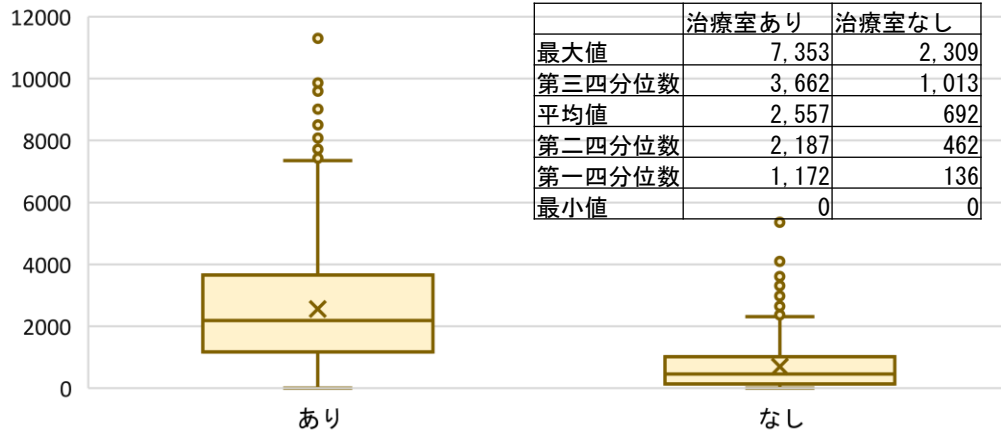 12000
10000
8000
6000
4000
2000
0
治療室あり 治療室なし
最大値 7,353 2,309
第三四分位数 3,662 1,013
平均値 2,557 692
第二四分位数 2,187 462
第一四分位数 1,172 136
最小値 0 0
あり なし